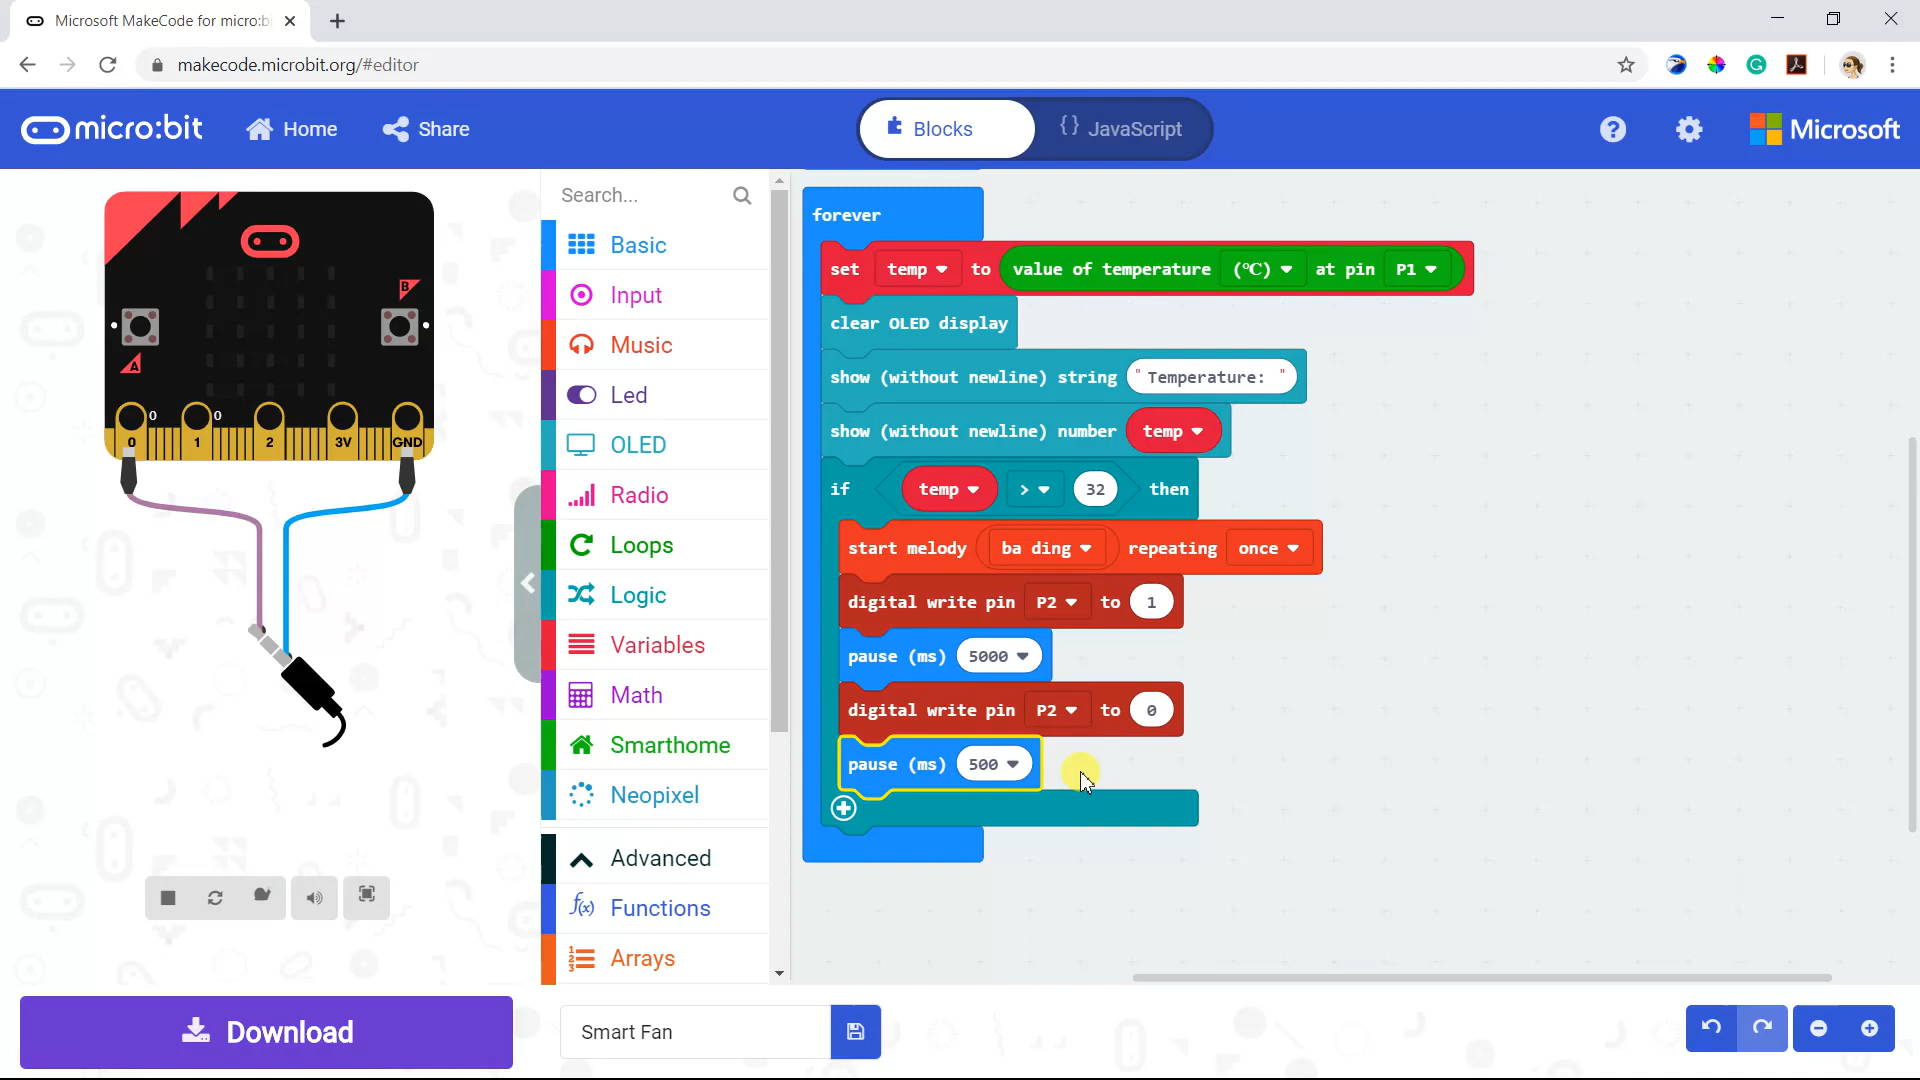 Microsoft MakeCode for micro:bi
makecode.microbit.org/#editor
micro:bit
Home
Share
Blocks
{ } JavaScript
?
Microsoft
Search...
Basic
Input
Music
Led
OLED
Radio
Loops
Logic
Variables
Math
Smarthome
Neopixel
Advanced
f(x) Functions
Arrays
A
B
0
0
0
1
2
3V
GND
forever
set temp to value of temperature (℃) at pin P1
clear OLED display
show (without newline) string "Temperature: "
show (without newline) number temp
if temp > 32 then
start melody ba ding repeating once
digital write pin P2 to 1
pause (ms) 5000
digital write pin P2 to 0
pause (ms) 500
Download
Smart Fan